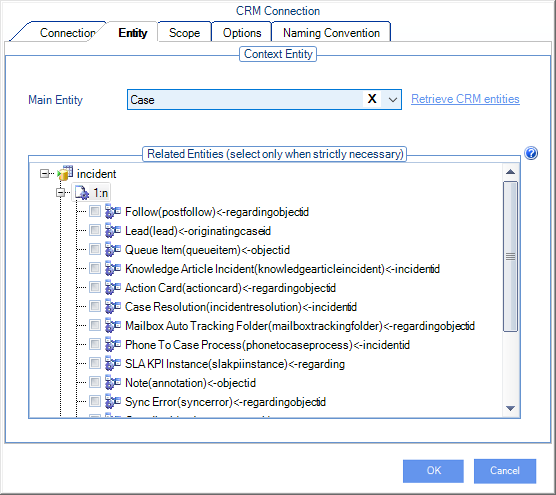 CRM Connection
Connection Entity Scope Options Naming Convention
Context Entity
Main Entity Case X Retrieve CRM entities
Related Entities (select only when strictly necessary) ?
incident
1:n
Follow(postfollow)<-regardingobjectid
Lead(lead)<-originatingcaseid
Queue Item(queueitem)<-objectid
Knowledge Article Incident(knowledgearticleincident)<-incidentid
Action Card(actioncard)<-regardingobjectid
Case Resolution(incidentresolution)<-incidentid
Mailbox Auto Tracking Folder(mailboxtrackingfolder)<-regardingobjectid
Phone To Case Process(phonetocaseprocess)<-incidentid
SLA KPI Instance(slakpiinstance)<-regarding
Note(annotation)<-objectid
Sync Error(syncerror)<-regardingobjectid
OK Cancel